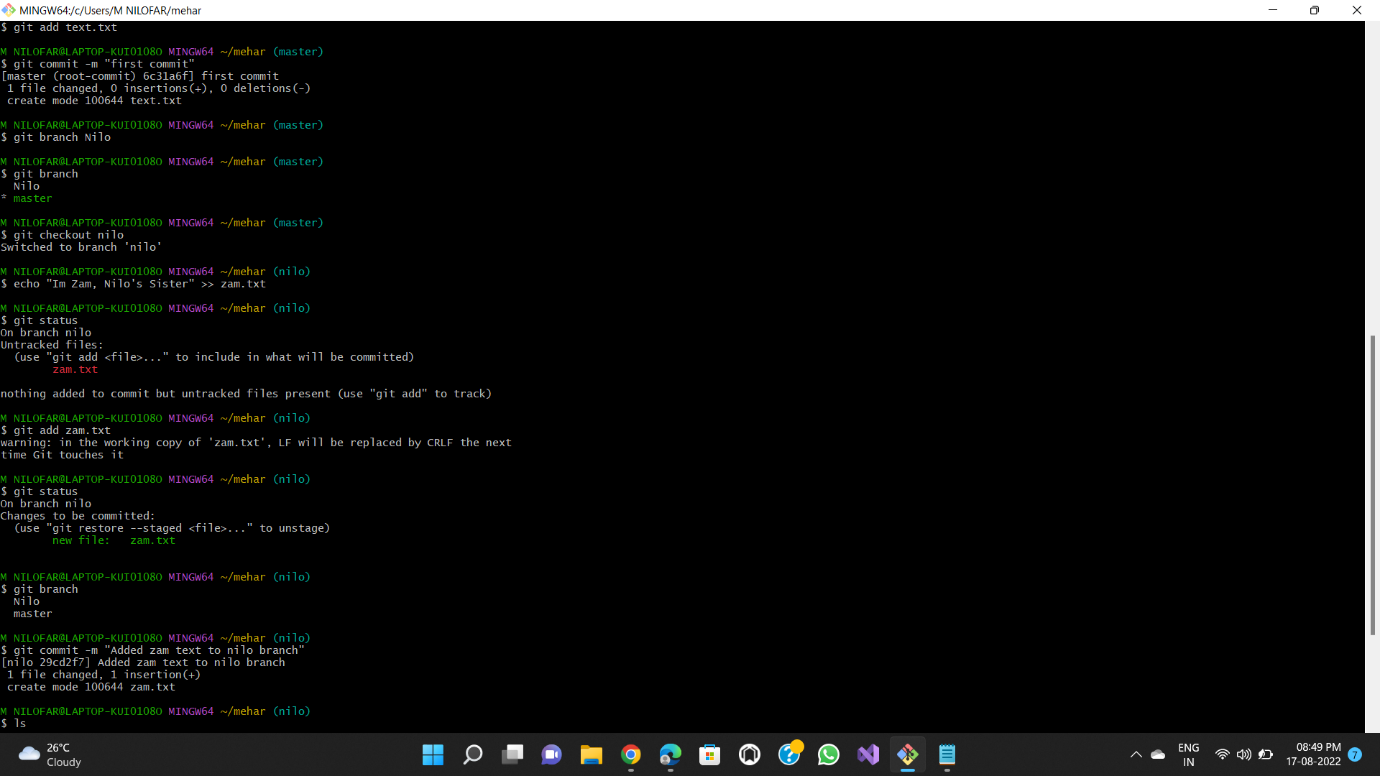 MINGW64:/c/Users/M NILOFAR/mehar
$ git add text.txt
M NILOFAR@LAPTOP-KUI01080 MINGW64 ~/mehar (master)
$ git commit -m "first commit"
[master (root-commit) 6c31a6f] first commit
 1 file changed, 0 insertions(+), 0 deletions(-)
 create mode 100644 text.txt
M NILOFAR@LAPTOP-KUI01080 MINGW64 ~/mehar (master)
$ git branch Nilo
M NILOFAR@LAPTOP-KUI01080 MINGW64 ~/mehar (master)
$ git branch
  Nilo
* master
M NILOFAR@LAPTOP-KUI01080 MINGW64 ~/mehar (master)
$ git checkout nilo
Switched to branch 'nilo'
M NILOFAR@LAPTOP-KUI01080 MINGW64 ~/mehar (nilo)
$ echo "Im Zam, Nilo's Sister" >> zam.txt
M NILOFAR@LAPTOP-KUI01080 MINGW64 ~/mehar (nilo)
$ git status
On branch nilo
Untracked files:
  (use "git add <file>..." to include in what will be committed)
        zam.txt
nothing added to commit but untracked files present (use "git add" to track)
M NILOFAR@LAPTOP-KUI01080 MINGW64 ~/mehar (nilo)
$ git add zam.txt
warning: in the working copy of 'zam.txt', LF will be replaced by CRLF the next
time Git touches it
M NILOFAR@LAPTOP-KUI01080 MINGW64 ~/mehar (nilo)
$ git status
On branch nilo
Changes to be committed:
  (use "git restore --staged <file>..." to unstage)
        new file:   zam.txt
M NILOFAR@LAPTOP-KUI01080 MINGW64 ~/mehar (nilo)
$ git branch
  Nilo
  master
M NILOFAR@LAPTOP-KUI01080 MINGW64 ~/mehar (nilo)
$ git commit -m "Added zam text to nilo branch"
[nilo 29cd2f7] Added zam text to nilo branch
 1 file changed, 1 insertion(+)
 create mode 100644 zam.txt
M NILOFAR@LAPTOP-KUI01080 MINGW64 ~/mehar (nilo)
$ ls
26°C
Cloudy
ENG
IN
08:49 PM
17-08-2022
7